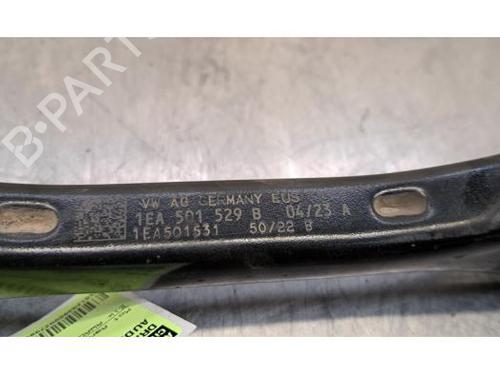 B-PARTS
VW AG GERMANY EUS
1EA 501 529 B 04/23 A
1EA501531 50/22 B